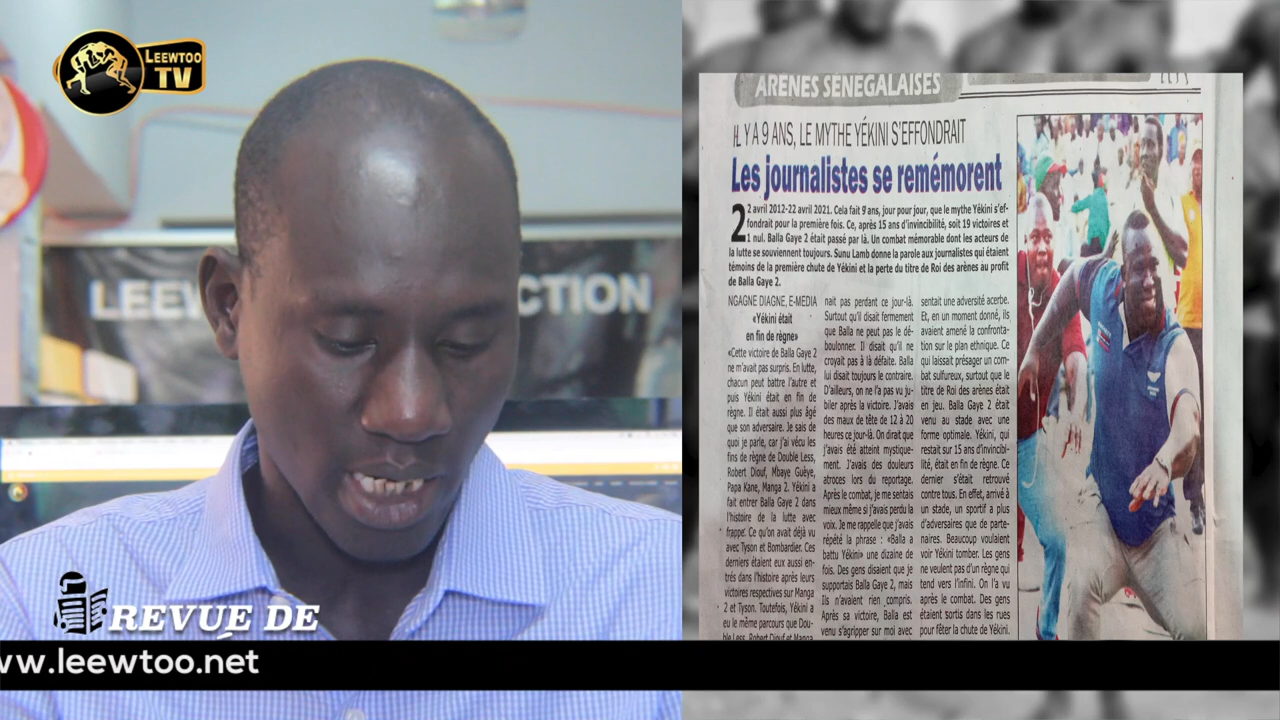 LEEWTOO
TV
LEEW
CTION
REVUE DE
ww.leewtoo.net
ARÈNES SÉNÉGALAISES
IL Y A 9 ANS, LE MYTHE YÉKINI S'EFFONDRAIT
Les journalistes se remémorent
22 avril 2012-22 avril 2021. Cela fait 9 ans, jour pour jour, que le mythe Yékini s'ef-
fondrait pour la première fois. Ce, après 15 ans d'invincibilité, soit 19 victoires et
1 nul. Balla Gaye 2 était passé par là. Un combat mémorable dont les acteurs de
la lutte se souviennent toujours. Sunu Lamb donne la parole aux journalistes qui étaient
témoins de la première chute de Yékini et la perte du titre de Roi des arènes au profit
de Balla Gaye 2.
NGAGNE DIAGNE, E-MEDIA
«Yékini était
en fin de règne»
«Cette victoire de Balla Gaye 2
ne m'avait pas surpris. En lutte,
chacun peut battre l'autre et
puis Yékini était en fin de
règne. Il était aussi plus âgé
que son adversaire. Je sais de
quoi je parle, car j'ai vécu les
fins de règne de Double Less,
Robert Diouf, Mbaye Guèye,
Papa Kane, Manga 2. Yékini a
fait entrer Balla Gaye 2 dans
l'histoire de la lutte avec
frappe. Ce qu'on avait déjà vu
avec Tyson et Bombardier. Ces
derniers étaient eux aussi en-
trés dans l'histoire après leurs
victoires respectives sur Manga
2 et Tyson. Toutefois, Yékini a
eu le même parcours que Dou-
ble Less, Robert Diouf et Manga
nait pas perdant ce jour-là.
Surtout qu'il disait fermement
que Balla ne peut pas le dé-
boulonner. Il disait qu'il ne
croyait pas à la défaite. Balla
lui disait toujours le contraire.
D'ailleurs, on ne l'a pas vu ju-
biler après la victoire. J'avais
des maux de tête de 12 à 20
heures ce jour-là. On dirait que
j'avais été atteint mystique-
ment. J'avais des douleurs
atroces lors du reportage.
Après le combat, je me sentais
mieux même si j'avais perdu la
voix. Je me rappelle que j'avais
répété la phrase : «Balla a
battu Yékini» une dizaine de
fois. Des gens disaient que je
supportais Balla Gaye 2, mais
ils n'avaient rien compris.
Après sa victoire, Balla est
venu s'agripper sur moi avec
sentait une adversité acerbe.
Et, en un moment donné, ils
avaient amené la confronta-
tion sur le plan ethnique. Ce
qui laissait présager un com-
bat sulfureux, surtout que le
titre de Roi des arènes était
en jeu. Balla Gaye 2 était
venu au stade avec une
forme optimale. Yékini, qui
restait sur 15 ans d'invincibi-
lité, était en fin de règne. Ce
dernier s'était retrouvé
contre tous. En effet, arrivé à
un stade, un sportif a plus
d'adversaires que de parte-
naires. Beaucoup voulaient
voir Yékini tomber. Les gens
ne veulent pas d'un règne qui
tend vers l'infini. On l'a vu
après le combat. Des gens
étaient sortis dans les rues
pour fêter la chute de Yékini.